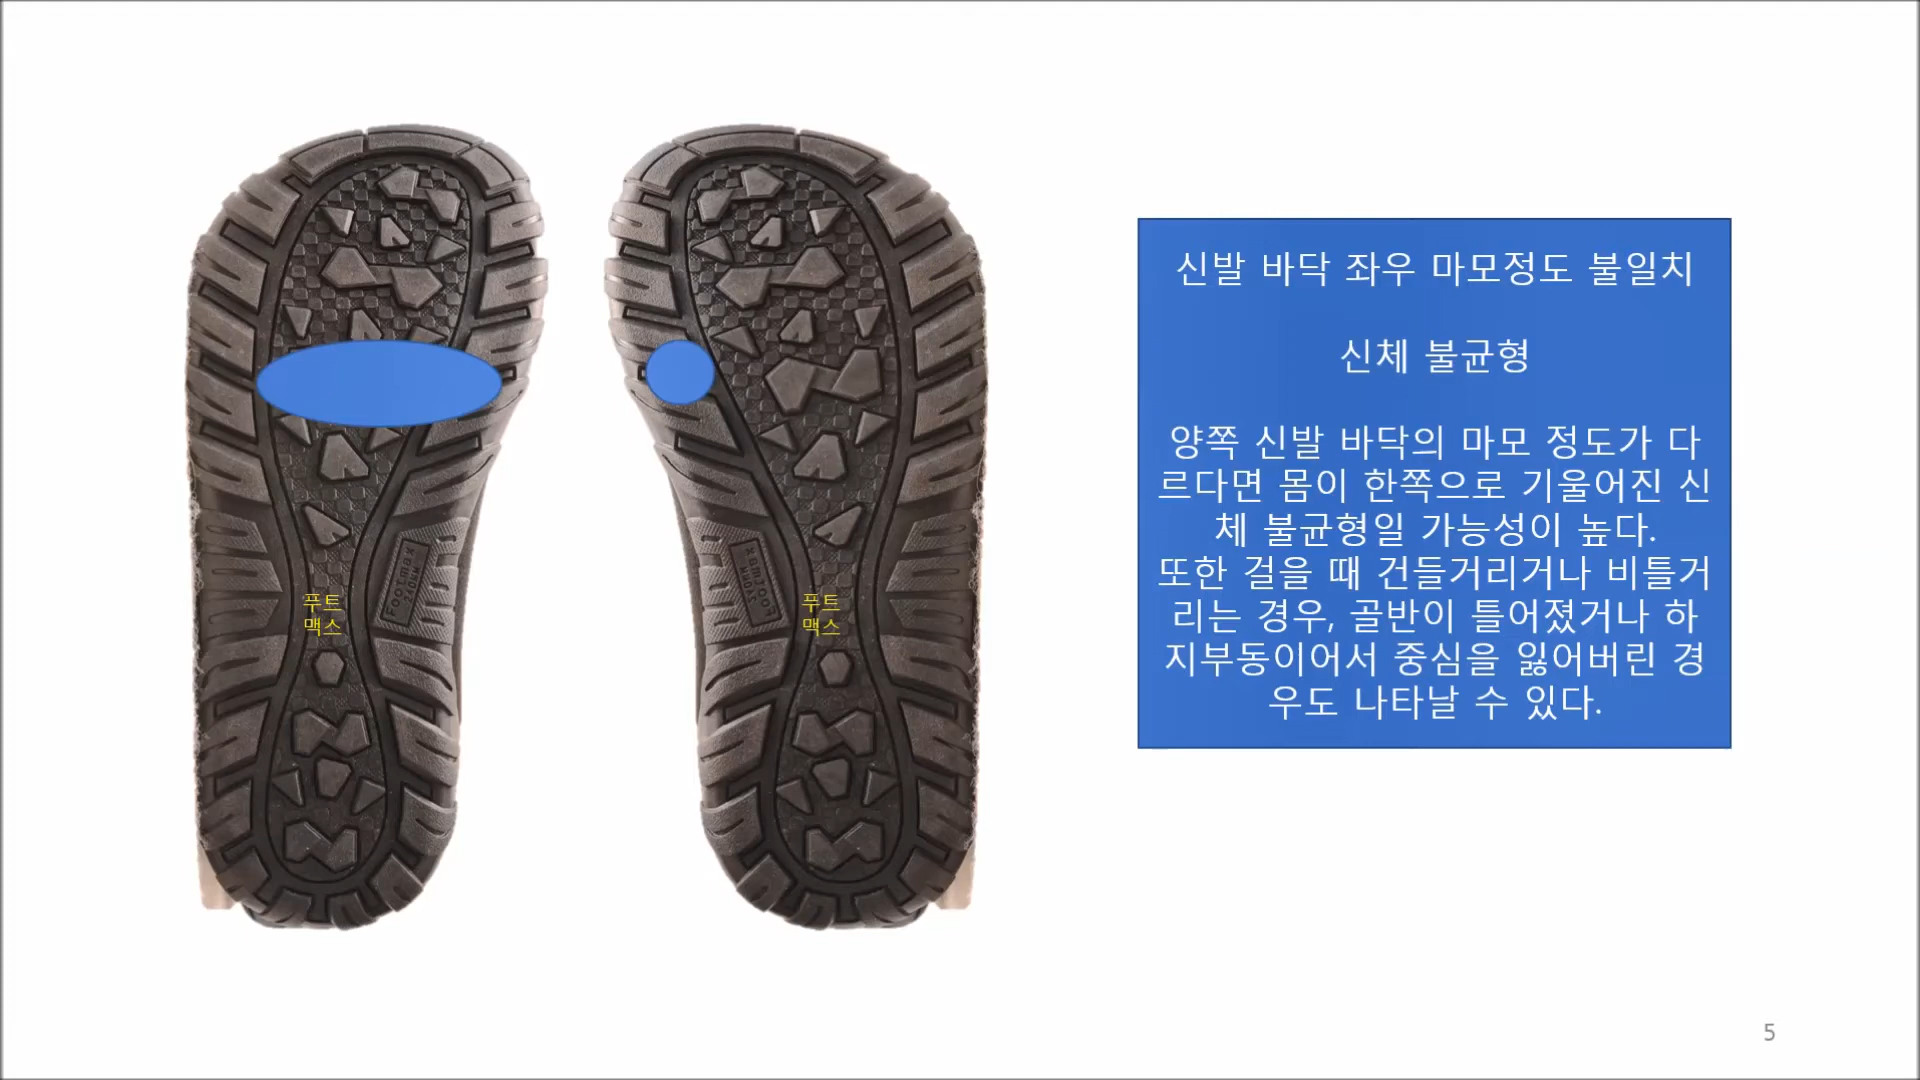 신발 바닥 좌우 마모정도 불일치
신체 불균형
양쪽 신발 바닥의 마모 정도가 다
르다면 몸이 한쪽으로 기울어진 신
체 불균형일 가능성이 높다.
또한 걸을 때 건들거리거나 비틀거
리는 경우, 골반이 틀어졌거나 하
지부동이어서 중심을 잃어버린 경
우도 나타날 수 있다.
푸트
맥스
푸트
맥스
Footmax
240MM
Footmax
240MM
5